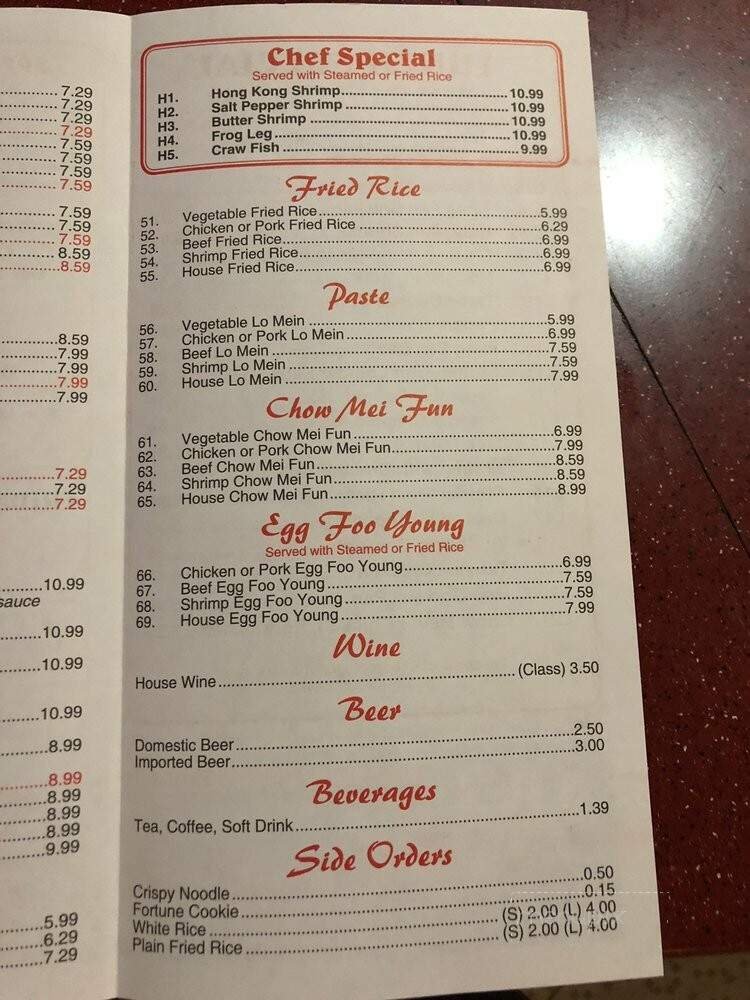 7.29
7.29
7.29
7.29
7.59
7.59
7.59
7.59
7.59
7.59
7.59
8.59
8.59
8.59
7.99
7.99
7.99
7.99
7.29
7.29
7.29
10.99
sauce
10.99
10.99
10.99
8.99
8.99
8.99
8.99
8.99
9.99
5.99
6.29
7.29
Chef Special
Served with Steamed or Fried Rice
H1. Hong Kong Shrimp 10.99
H2. Salt Pepper Shrimp 10.99
H3. Butter Shrimp 10.99
H4. Frog Leg 10.99
H5. Craw Fish 9.99
Fried Rice
51. Vegetable Fried Rice 5.99
52. Chicken or Pork Fried Rice 6.29
53. Beef Fried Rice 6.99
54. Shrimp Fried Rice 6.99
55. House Fried Rice 6.99
Paste
56. Vegetable Lo Mein 5.99
57. Chicken or Pork Lo Mein 6.99
58. Beef Lo Mein 7.59
59. Shrimp Lo Mein 7.59
60. House Lo Mein 7.99
Chow Mei Fun
61. Vegetable Chow Mei Fun 6.99
62. Chicken or Pork Chow Mei Fun 7.99
63. Beef Chow Mei Fun 8.59
64. Shrimp Chow Mei Fun 8.59
65. House Chow Mei Fun 8.99
Egg Foo Young
Served with Steamed or Fried Rice
66. Chicken or Pork Egg Foo Young 6.99
67. Beef Egg Foo Young 7.59
68. Shrimp Egg Foo Young 7.59
69. House Egg Foo Young 7.99
Wine
House Wine (Class) 3.50
Beer
Domestic Beer 2.50
Imported Beer 3.00
Beverages
Tea, Coffee, Soft Drink 1.39
Side Orders
Crispy Noodle 0.50
Fortune Cookie 0.15
White Rice (S) 2.00 (L) 4.00
Plain Fried Rice (S) 2.00 (L) 4.00